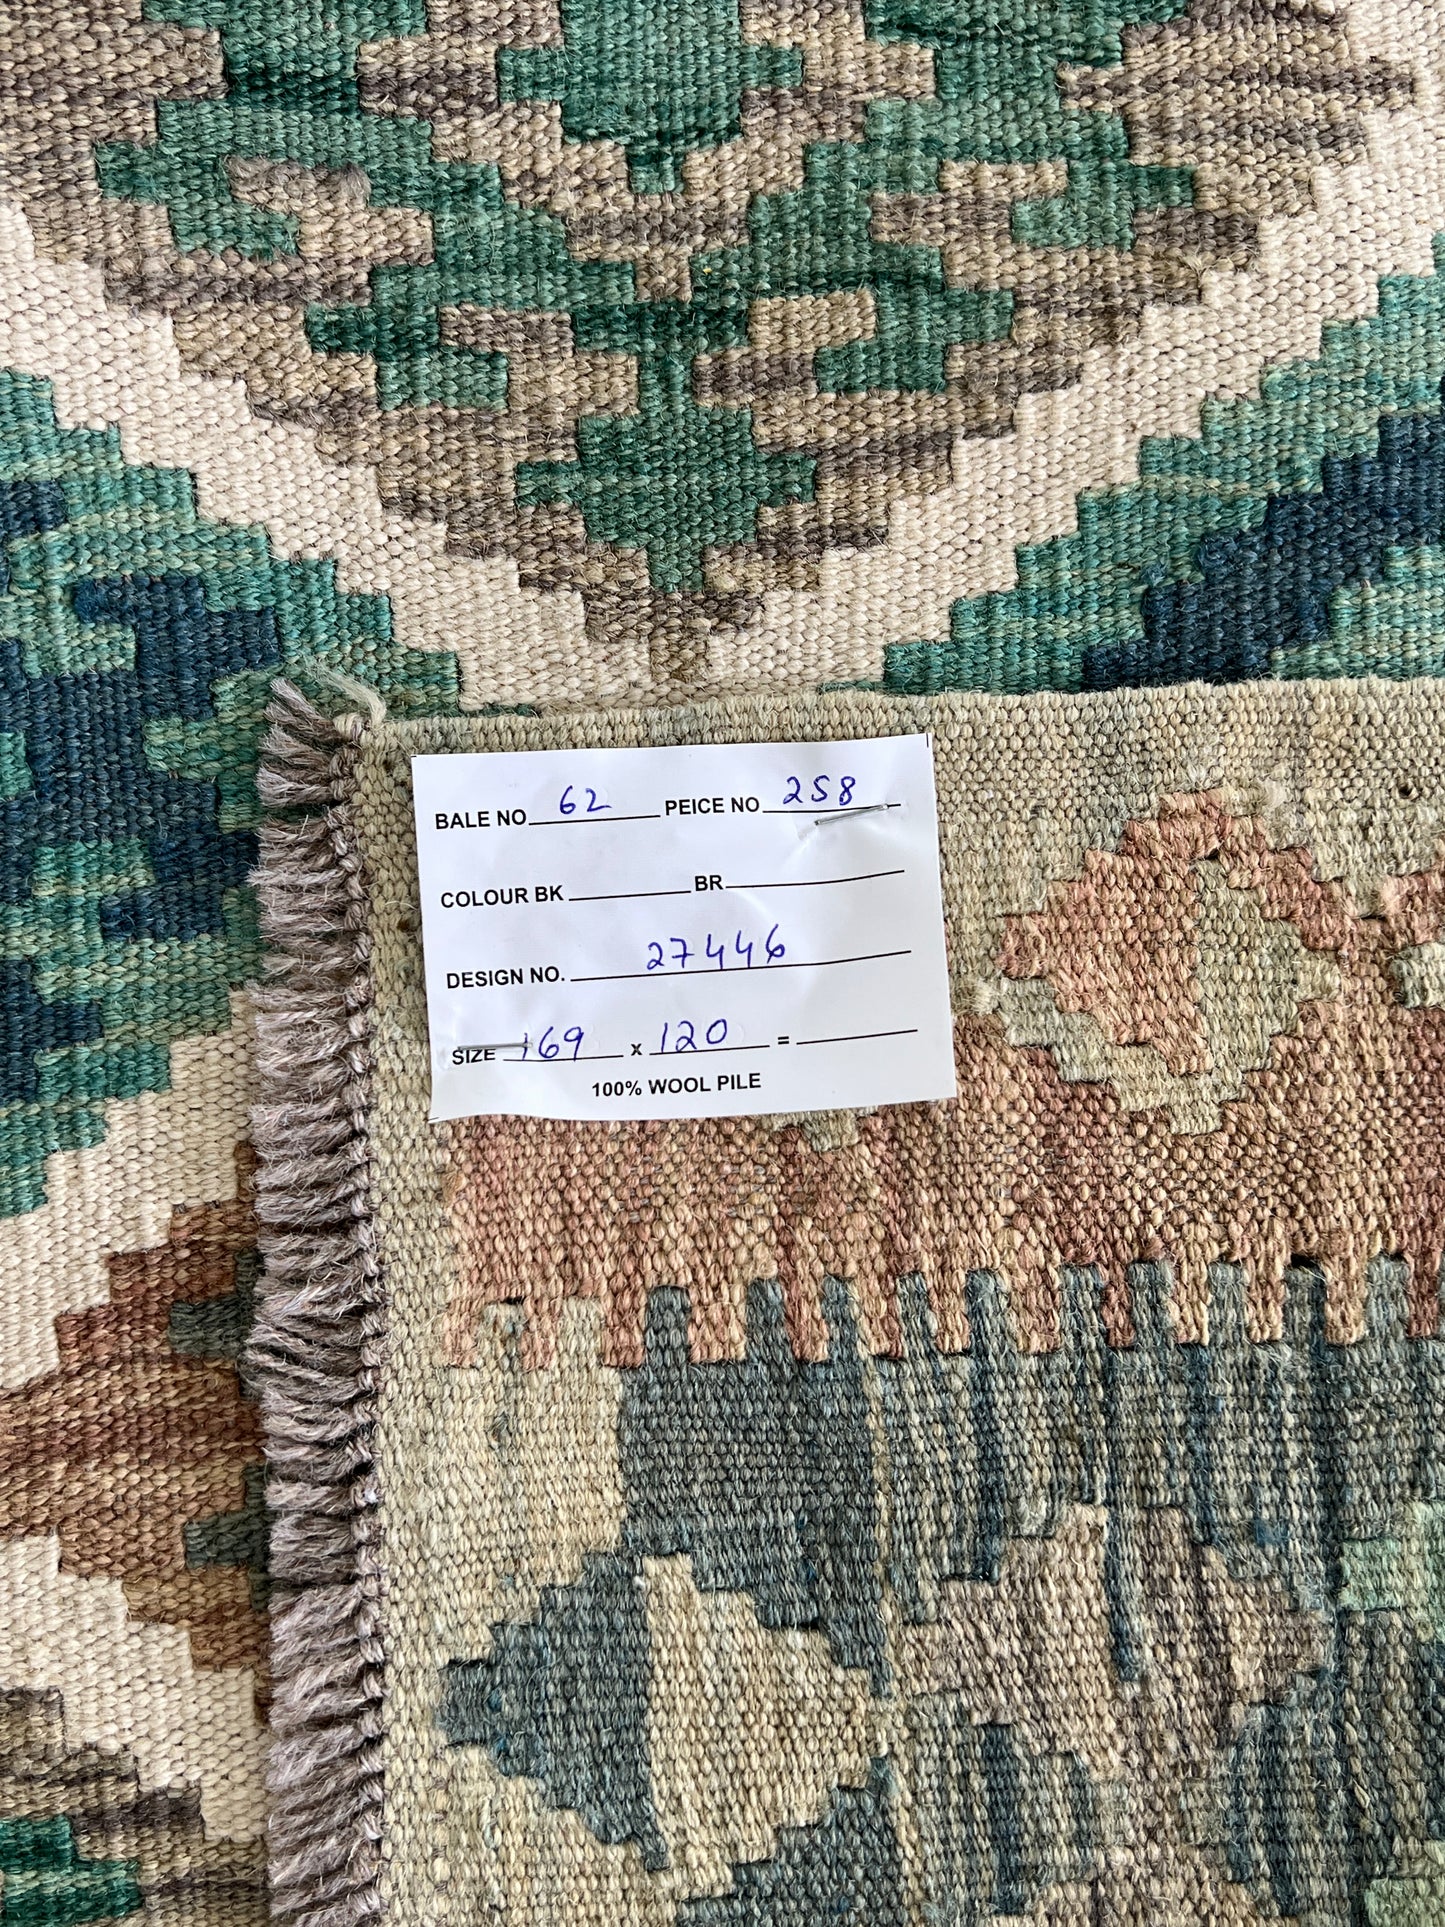 BALE NO 62 PEICE NO 258
COLOUR BK BR
DESIGN NO. 27446
SIZE 169 x 120 =
100% WOOL PILE